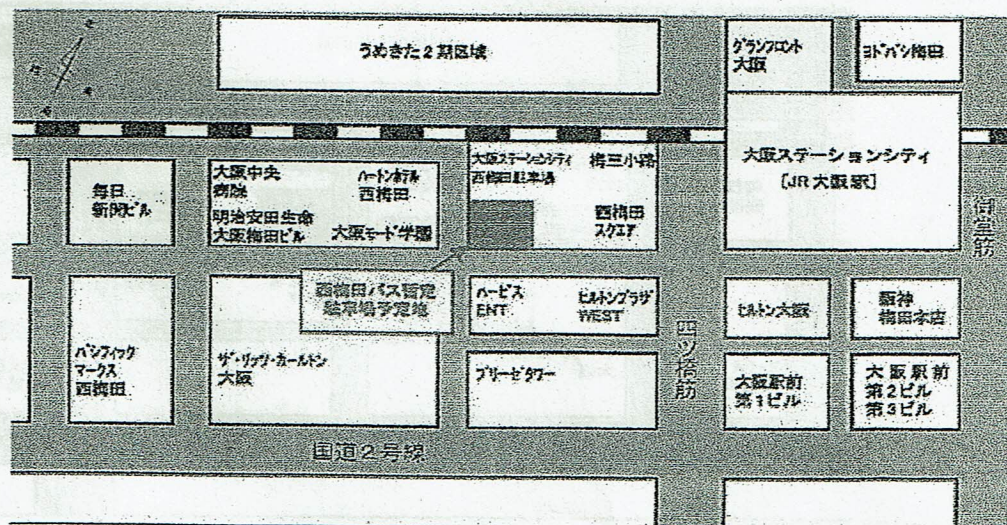 うめきた2期区域
グランフロント
大阪
ヨドバシ梅田
毎日
新聞ビル
大阪中央
病院
明治安田生命
大阪梅田ビル
ハートンホテル
西梅田
大阪モード学園
大阪ステーションシティ
西梅田駐車場
梅三小路
西梅田
スクエア
大阪ステーションシティ
［JR大阪駅］
御堂筋
西梅田バス暫定
駐車場予定地
ハービス
ENT
ヒルトンプラザ
WEST
ヒルトン大阪
阪神
梅田本店
四ツ橋筋
パシフィック
マークス
西梅田
ザ・リッツ・カールトン
大阪
ブリーゼタワー
大阪駅前
第1ビル
大阪駅前
第2ビル
第3ビル
国道2号線